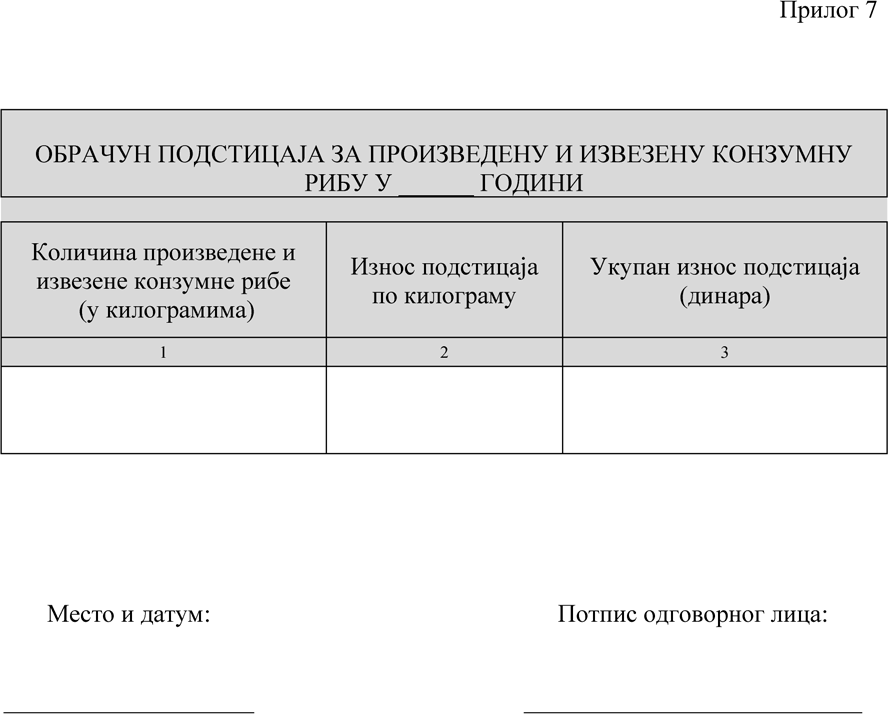 Прилог 7
ОБРАЧУН ПОДСТИЦАЈА ЗА ПРОИЗВЕДЕНУ И ИЗВЕЗЕНУ КОНЗУМНУ
РИБУ У ______ ГОДИНИ
Количина произведене и
извезене конзумне рибе
(у килограмима)
Износ подстицаја
по килограму
Укупан износ подстицаја
(динара)
1
2
3
Место и датум:
Потпис одговорног лица: